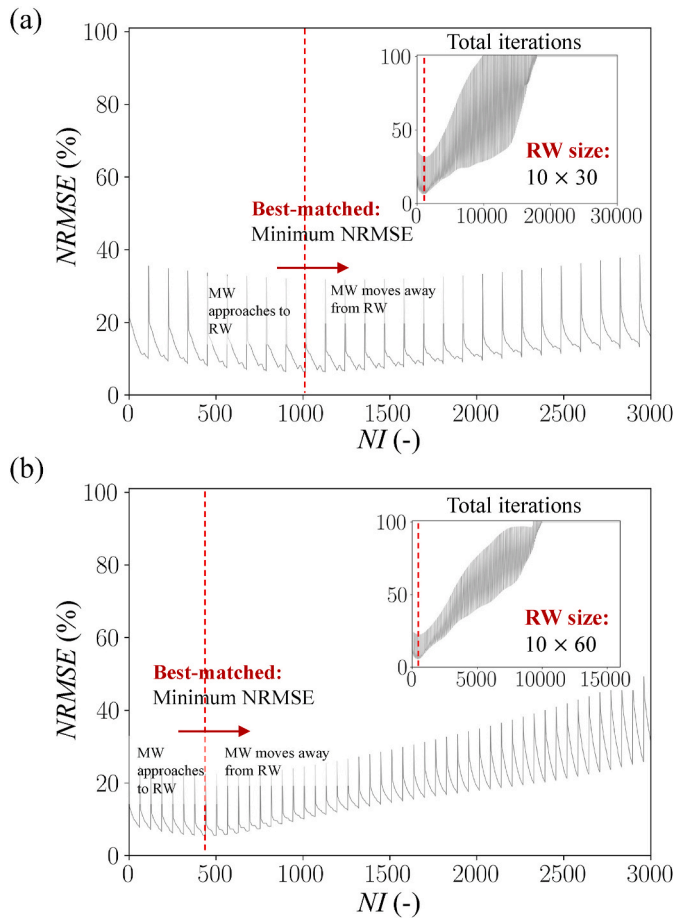 (a)
100
80
60
40
20
0
NRMSE (%)
Total iterations
100
50
0
RW size:
10 × 30
0 10000 20000 30000
Best-matched:
Minimum NRMSE
MW
approaches to
RW
MW moves away
from RW
0 500 1000 1500 2000 2500 3000
NI (-)
(b)
100
80
60
40
20
0
NRMSE (%)
Total iterations
100
50
0
RW size:
10 × 60
0 5000 10000 15000
Best-matched:
Minimum NRMSE
MW
approaches
to RW
MW moves away
from RW
0 500 1000 1500 2000 2500 3000
NI (-)